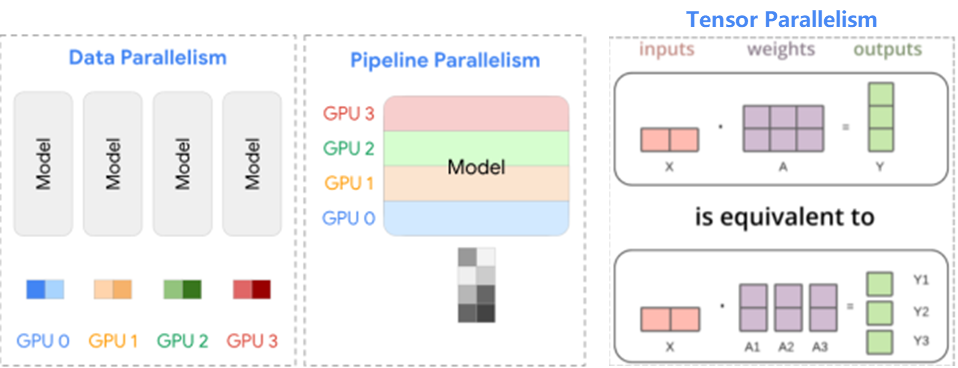 Data Parallelism
Model
Model
Model
Model
GPU 0
GPU 1
GPU 2
GPU 3
Pipeline Parallelism
GPU 3
GPU 2
GPU 1
GPU 0
Model
Tensor Parallelism
inputs
weights
outputs
.
=
X
A
Y
is equivalent to
.
=
Y1
Y2
Y3
X
A1
A2
A3